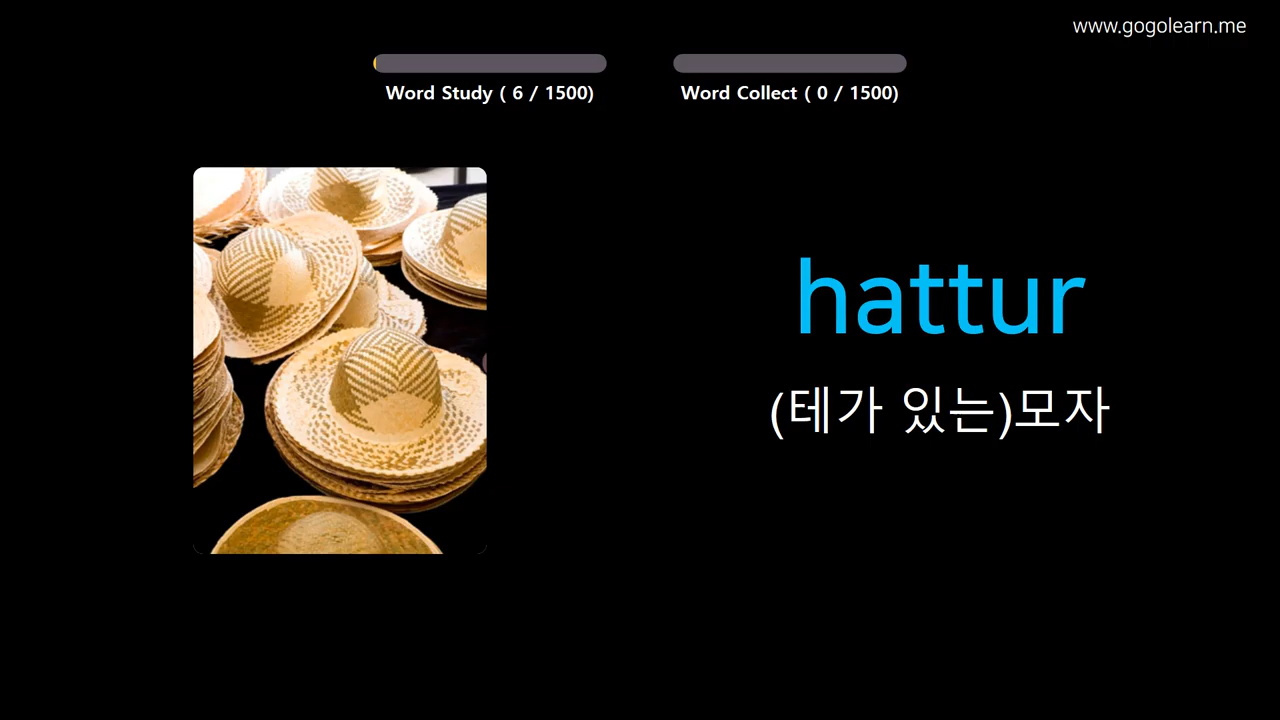 www.gogolearn.me
Word Study ( 6 / 1500)
Word Collect ( 0 / 1500)
hattur
(테가 있는)모자